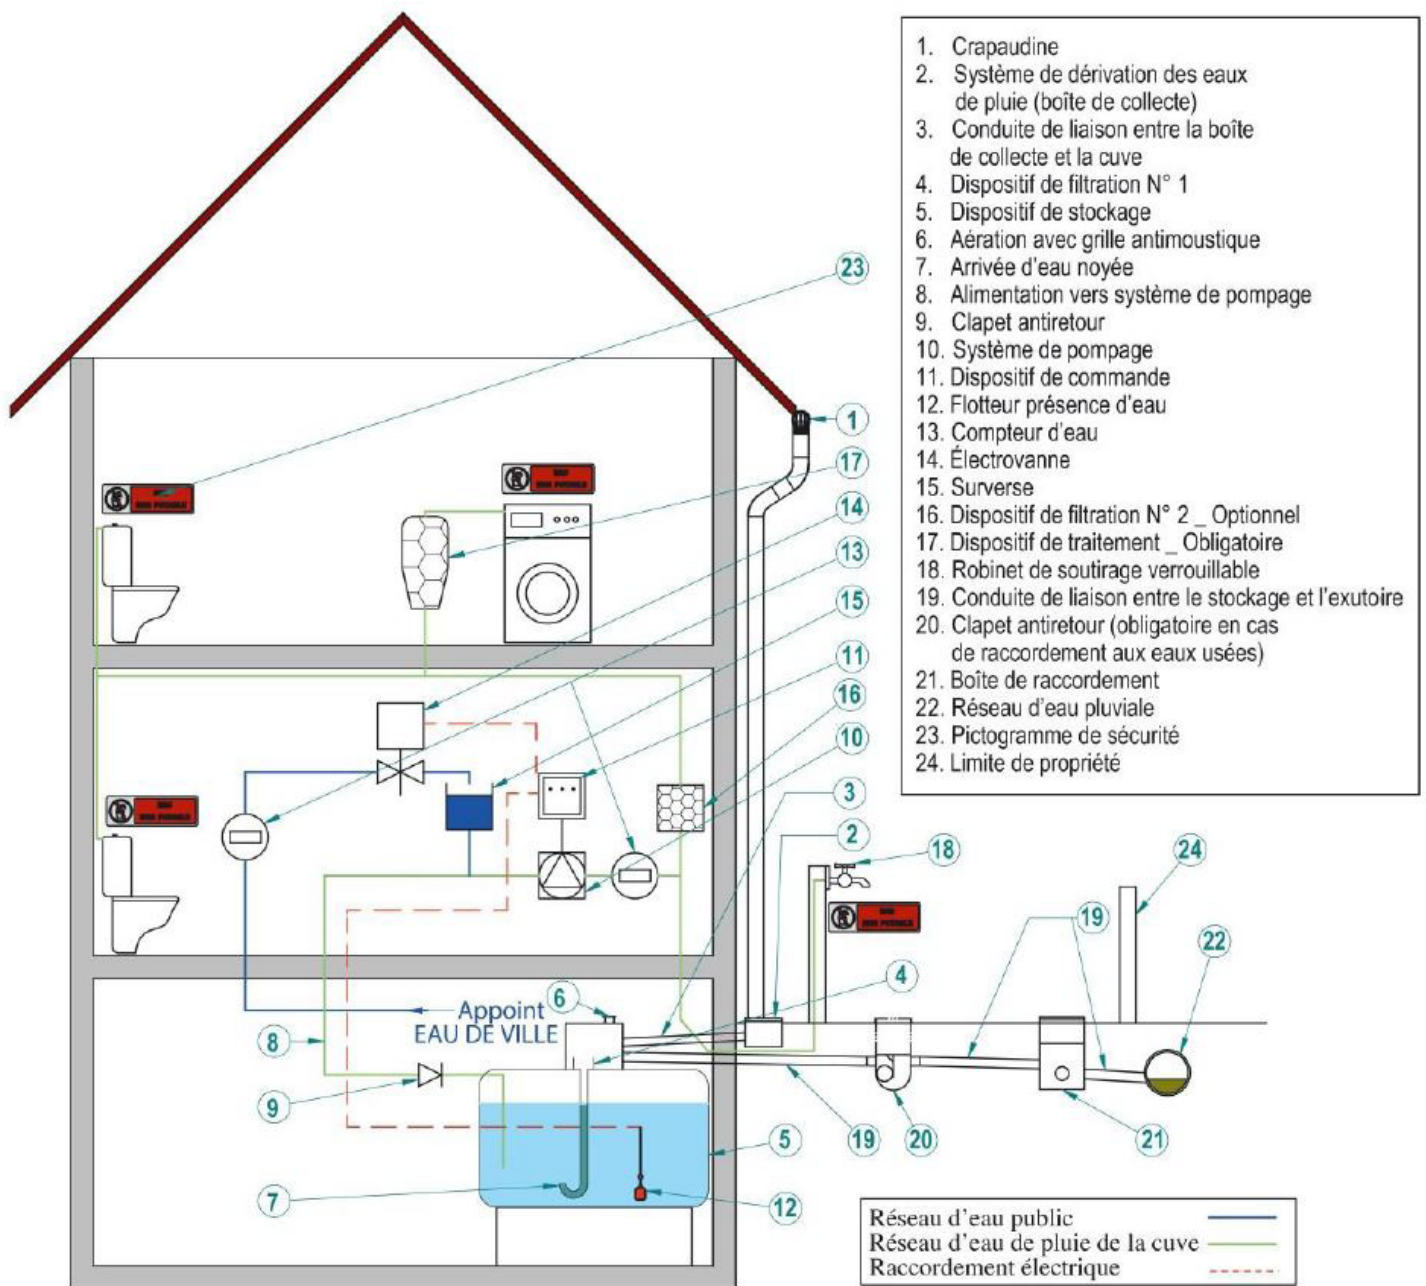 1. Crapaudine
2. Système de dérivation des eaux
de pluie (boîte de collecte)
3. Conduite de liaison entre la boîte
de collecte et la cuve
4. Dispositif de filtration N° 1
5. Dispositif de stockage
6. Aération avec grille antimoustique
7. Arrivée d'eau noyée
8. Alimentation vers système de pompage
9. Clapet antiretour
10. Système de pompage
11. Dispositif de commande
12. Flotteur présence d'eau
13. Compteur d'eau
14. Électrovanne
15. Surverse
16. Dispositif de filtration N° 2 _ Optionnel
17. Dispositif de traitement _ Obligatoire
18. Robinet de soutirage verrouillable
19. Conduite de liaison entre le stockage et l'exutoire
20. Clapet antiretour (obligatoire en cas
de raccordement aux eaux usées)
21. Boîte de raccordement
22. Réseau d'eau pluviale
23. Pictogramme de sécurité
24. Limite de propriété
23
1
17
14
13
15
11
16
10
3
2
18
24
19
22
4
6
Appoint
EAU DE VILLE
8
9
5
19
20
21
7
12
Réseau d'eau public
Réseau d'eau de pluie de la cuve
Raccordement électrique